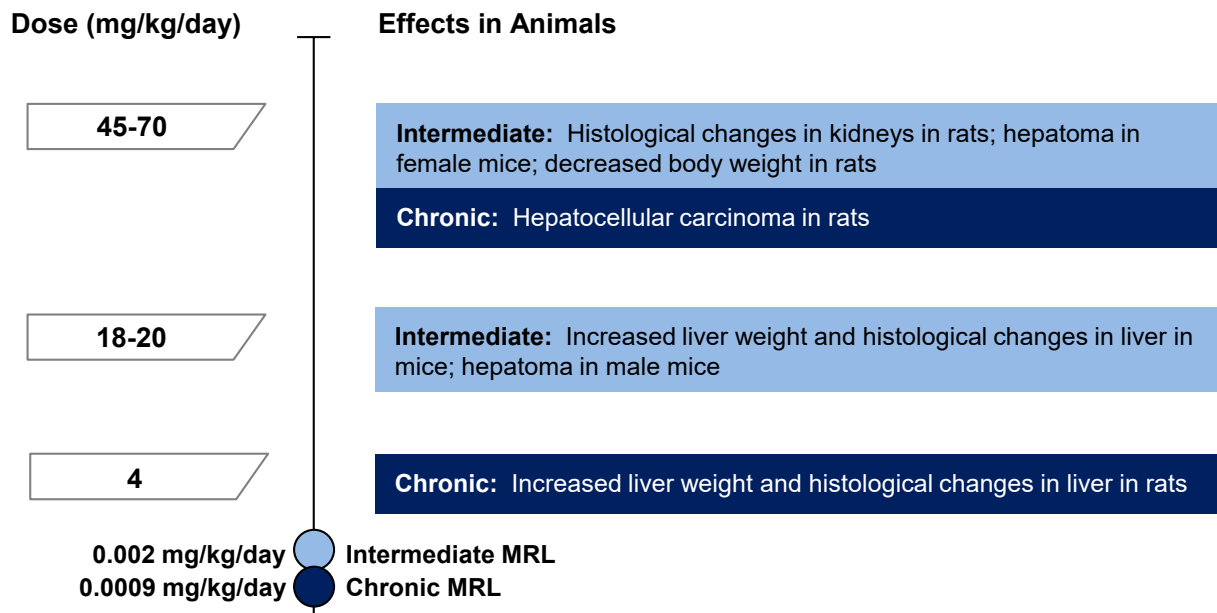 Dose (mg/kg/day)
Effects in Animals
45-70
Intermediate: Histological changes in kidneys in rats; hepatoma in
female mice; decreased body weight in rats
Chronic: Hepatocellular carcinoma in rats
18-20
Intermediate: Increased liver weight and histological changes in liver in
mice; hepatoma in male mice
4
Chronic: Increased liver weight and histological changes in liver in rats
0.002 mg/kg/day
Intermediate MRL
0.0009 mg/kg/day
Chronic MRL